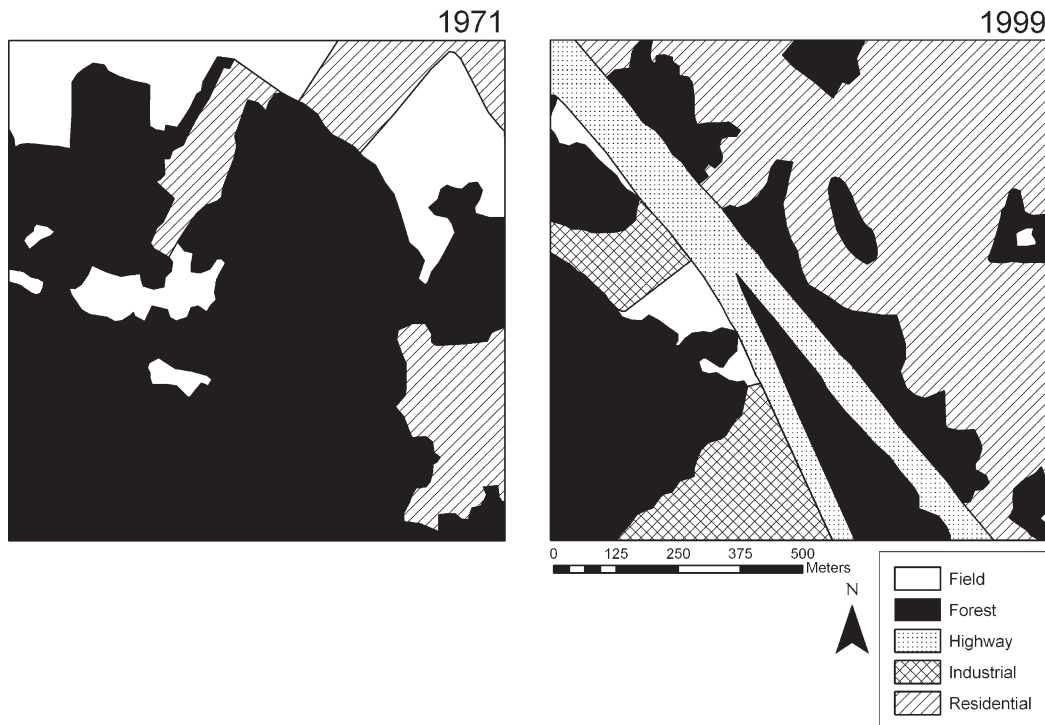 1971
1999
0 125 250 375 500
Meters
N
Field
Forest
Highway
Industrial
Residential